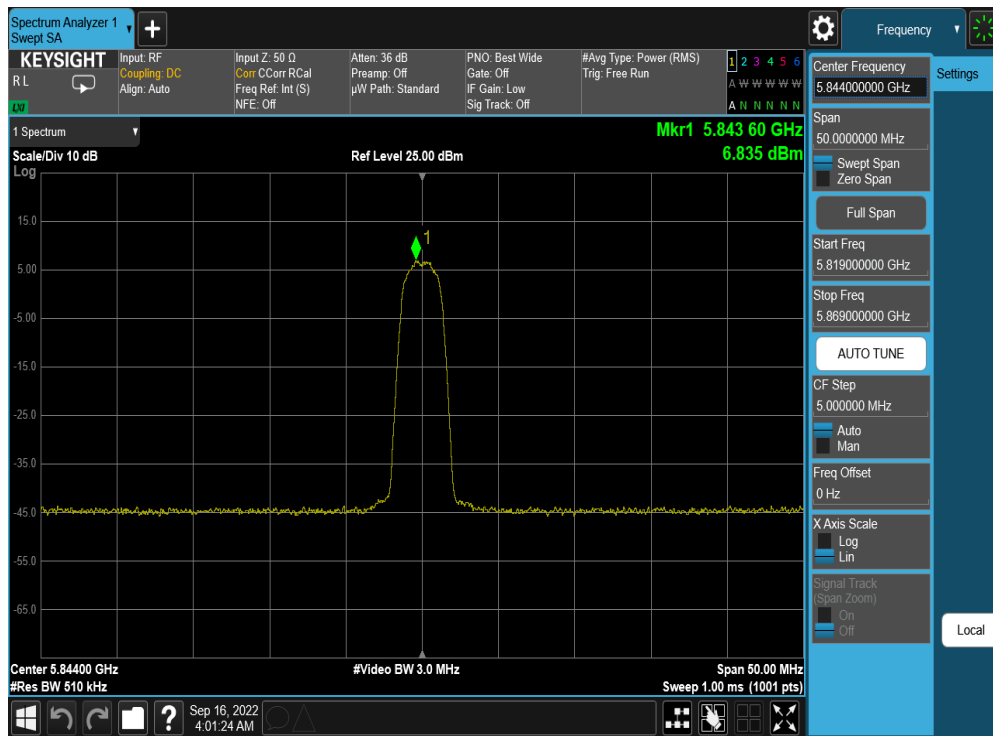 Spectrum Analyzer 1
Swept SA
Frequency
KEYSIGHT
R L
LNI
Input: RF
Coupling: DC
Align: Auto
Input Z: 50 Ω
Corr CCorr RCal
Freq Ref: Int (S)
NFE: Off
Atten: 36 dB
Preamp: Off
µW Path: Standard
PNO: Best Wide
Gate: Off
IF Gain: Low
Sig Track: Off
#Avg Type: Power (RMS)
Trig: Free Run
1 2 3 4 5 6
A W W W W W
A N N N N N
1 Spectrum
Scale/Div 10 dB
Log
Ref Level 25.00 dBm
Mkr1 5.843 60 GHz
6.835 dBm
1
15.0
5.00
-5.00
-15.0
-25.0
-35.0
-45.0
-55.0
-65.0
Center 5.84400 GHz
#Res BW 510 kHz
#Video BW 3.0 MHz
Span 50.00 MHz
Sweep 1.00 ms (1001 pts)
Sep 16, 2022
4:01:24 AM
?
Center Frequency
5.844000000 GHz
Settings
Span
50.0000000 MHz
Swept Span
Zero Span
Full Span
Start Freq
5.819000000 GHz
Stop Freq
5.869000000 GHz
AUTO TUNE
CF Step
5.000000 MHz
Auto
Man
Freq Offset
0 Hz
X Axis Scale
Log
Lin
Signal Track
(Span Zoom)
On
Off
Local